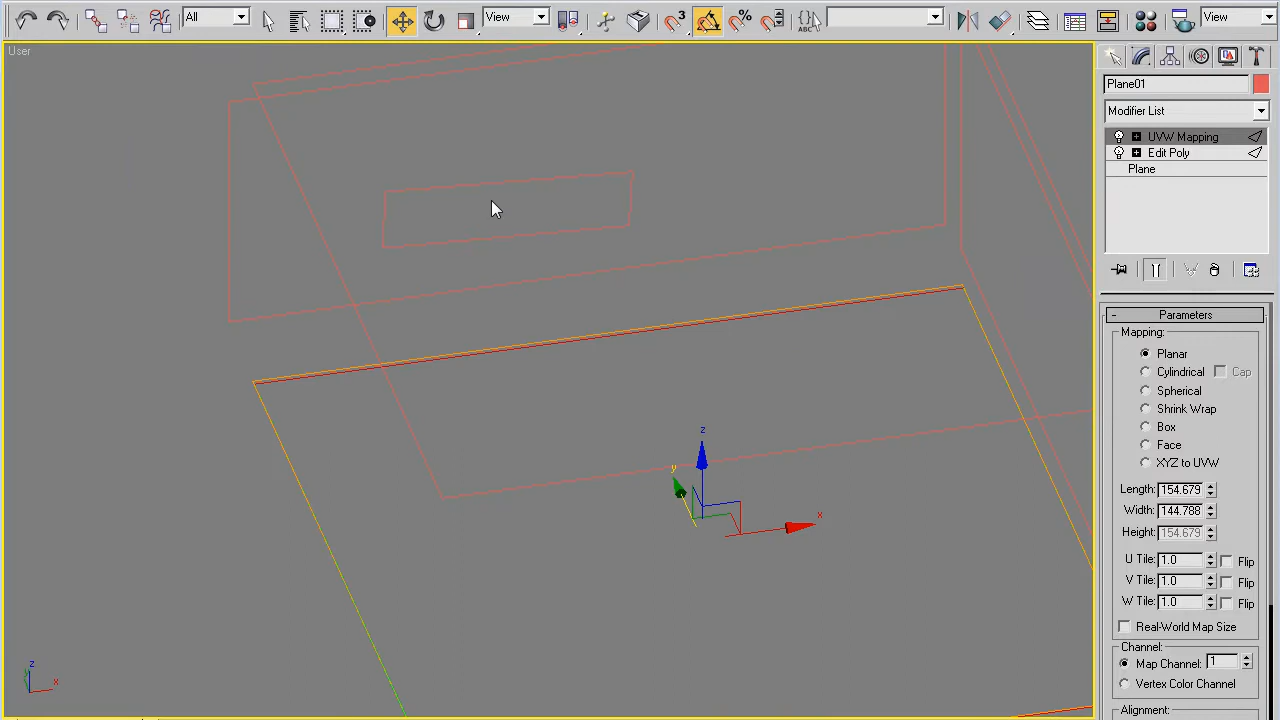 All
View
3
%
{}
ABC
View
User
Plane01
Modifier List
UVW Mapping
Edit Poly
Plane
- Parameters
Mapping:
Planar
Cylindrical Cap
Spherical
Shrink Wrap
Box
Face
XYZ to UVW
Length: 154.679
Width: 144.788
Height: 154.679
U Tile: 1.0 Flip
V Tile: 1.0 Flip
W Tile: 1.0 Flip
Real-World Map Size
Channel:
Map Channel: 1
Vertex Color Channel
Alignment:
z
y
x
z
y
x